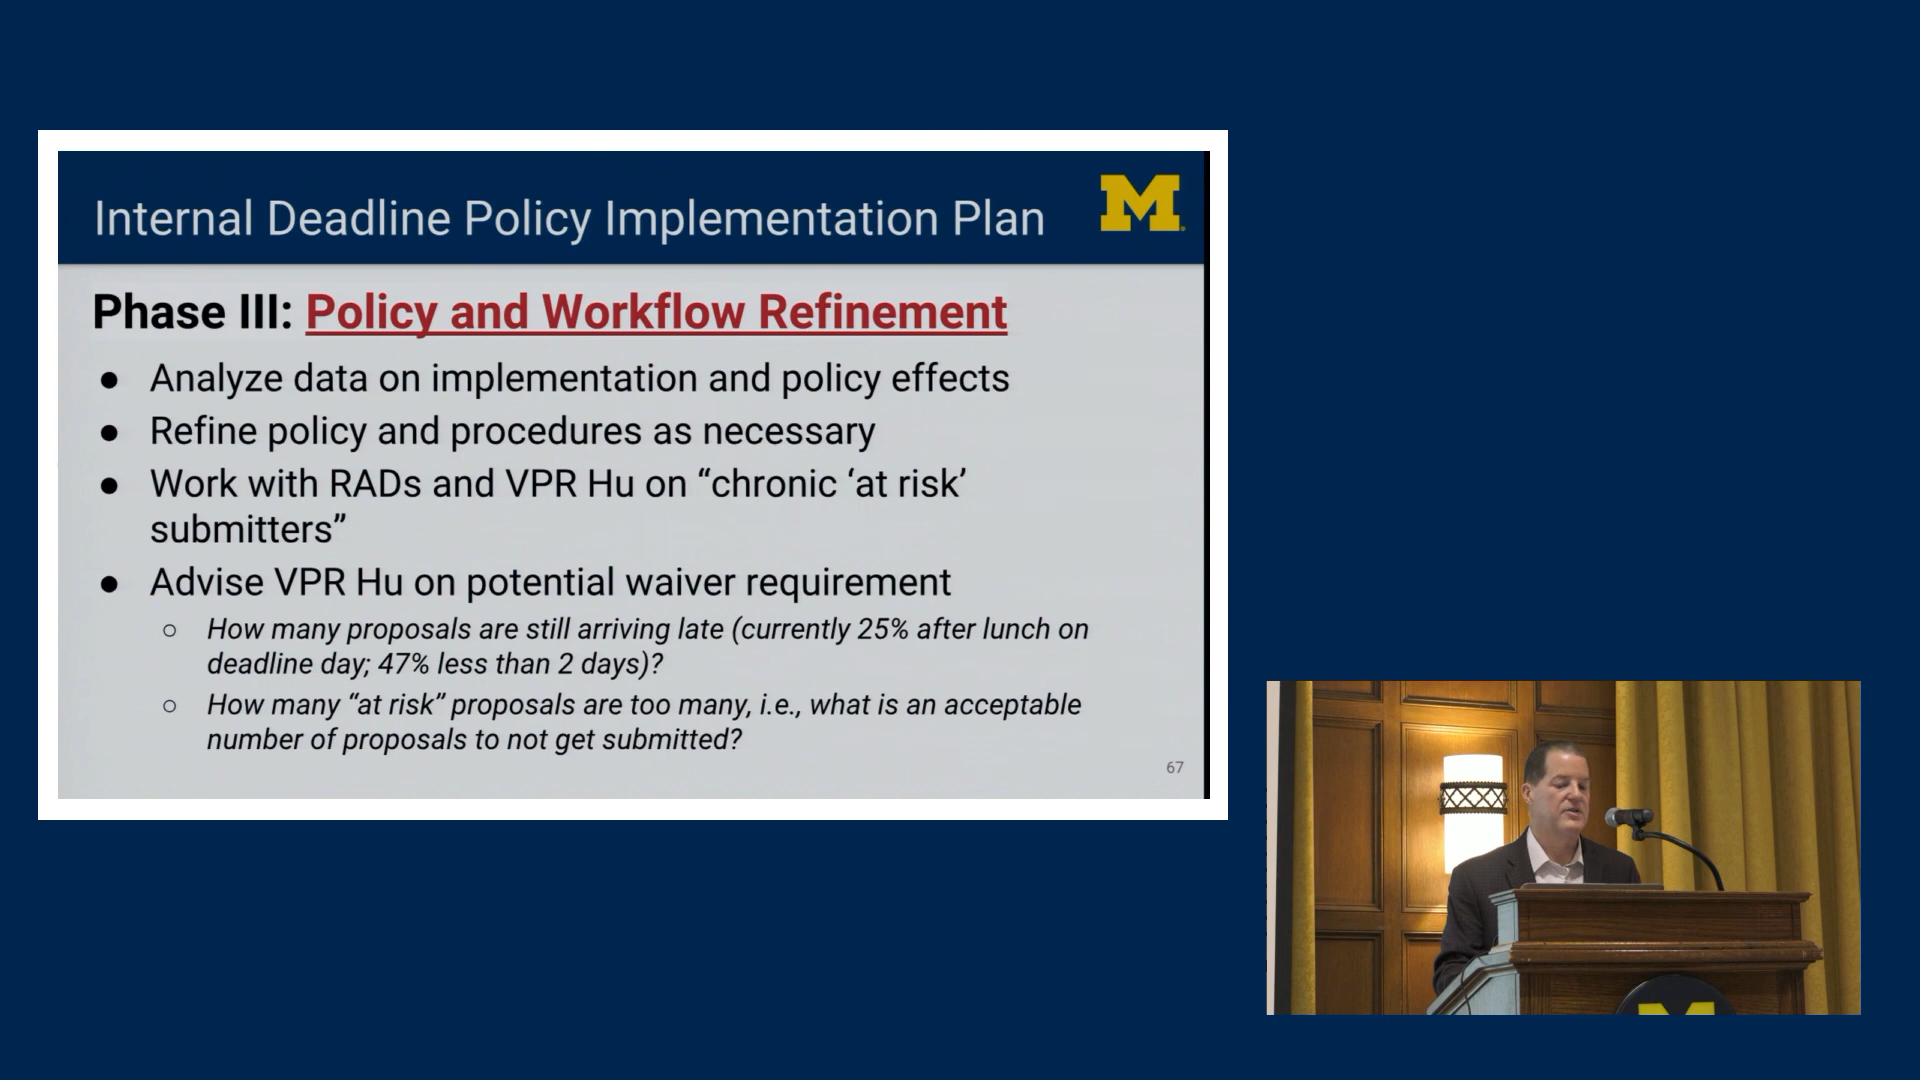 Internal Deadline Policy Implementation Plan
M
Phase III: Policy and Workflow Refinement
● Analyze data on implementation and policy effects
● Refine policy and procedures as necessary
● Work with RADs and VPR Hu on “chronic ‘at risk’
submitters”
● Advise VPR Hu on potential waiver requirement
○ How many proposals are still arriving late (currently 25% after lunch on
deadline day; 47% less than 2 days)?
○ How many “at risk” proposals are too many, i.e., what is an acceptable
number of proposals to not get submitted?
67
M